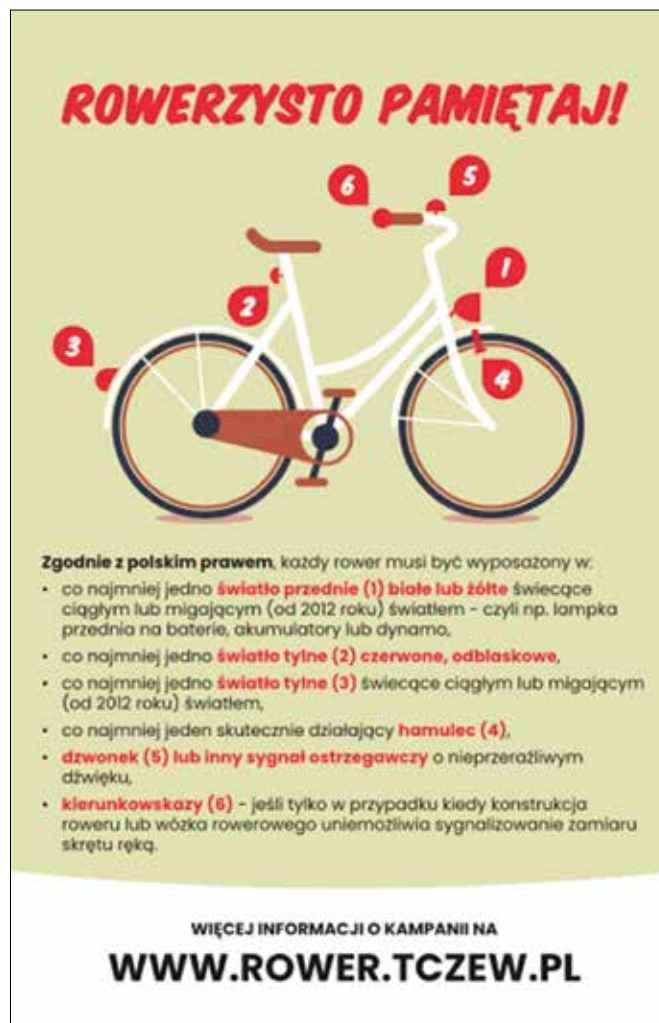 ROWERZYSTO PAMIĘTAJ!
6
5
1
2
3
4
Zgodnie z polskim prawem, każdy rower musi być wyposażony w:
• co najmniej jedno światło przednie (1) białe lub żółte świecące
ciągłym lub migającym (od 2012 roku) światłem - czyli np. lampka
przednia na baterie, akumulatory lub dynamo,
• co najmniej jedno światło tylne (2) czerwone, odblaskowe,
• co najmniej jedno światło tylne (3) świecące ciągłym lub migającym
(od 2012 roku) światłem,
• co najmniej jeden skutecznie działający hamulec (4),
• dzwonek (5) lub inny sygnał ostrzegawczy o nieprzeraźliwym
dźwięku,
• kierunkowskazy (6) - jeśli tylko w przypadku kiedy konstrukcja
roweru lub wózka rowerowego uniemożliwia sygnalizowanie zamiaru
skrętu ręką.
WIĘCEJ INFORMACJI O KAMPANII NA
WWW.ROWER.TCZEW.PL